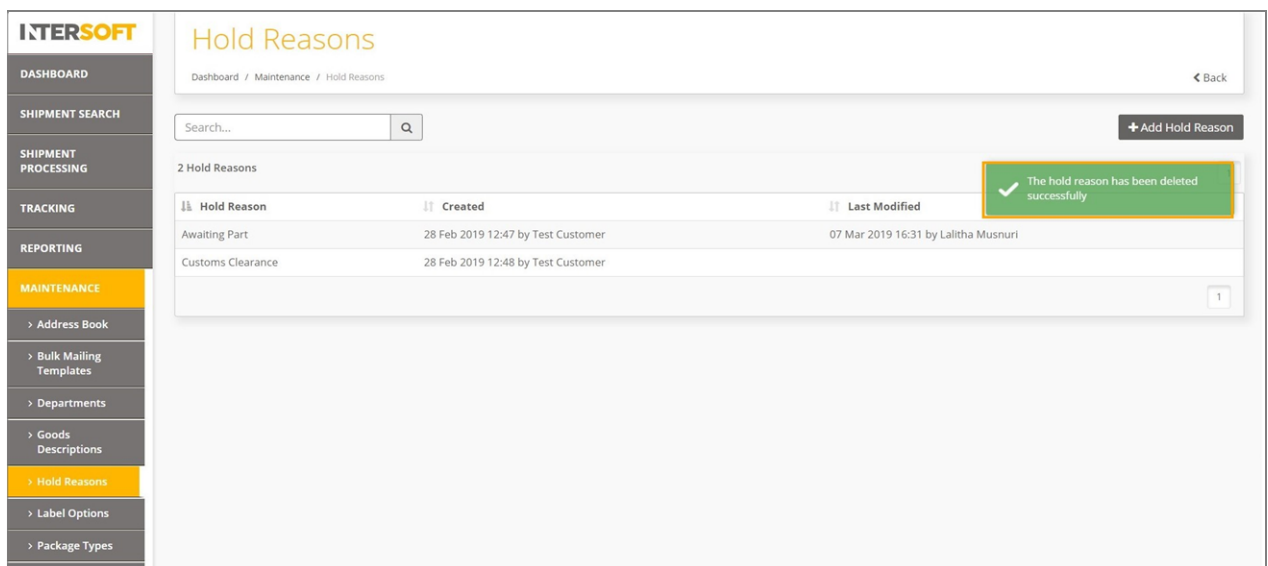 INTERSOFT
DASHBOARD
SHIPMENT SEARCH
SHIPMENT
PROCESSING
TRACKING
REPORTING
MAINTENANCE
> Address Book
> Bulk Mailing
Templates
> Departments
> Goods
Descriptions
> Hold Reasons
> Label Options
> Package Types
Hold Reasons
Dashboard / Maintenance / Hold Reasons
Back
Search...
+ Add Hold Reason
2 Hold Reasons
The hold reason has been deleted
successfully
Hold Reason Created Last Modified
Awaiting Part 28 Feb 2019 12:47 by Test Customer 07 Mar 2019 16:31 by Lalitha Musnuri
Customs Clearance 28 Feb 2019 12:48 by Test Customer
1